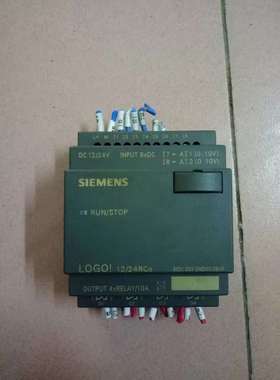 DC 12/24V INPUT 8xDC I7 = AI1 (0..10V)
I8 = AI2 (0..10V)
SIEMENS
RUN/STOP
LOGO! 12/24RCo
OUTPUT 4xRELAY/10A